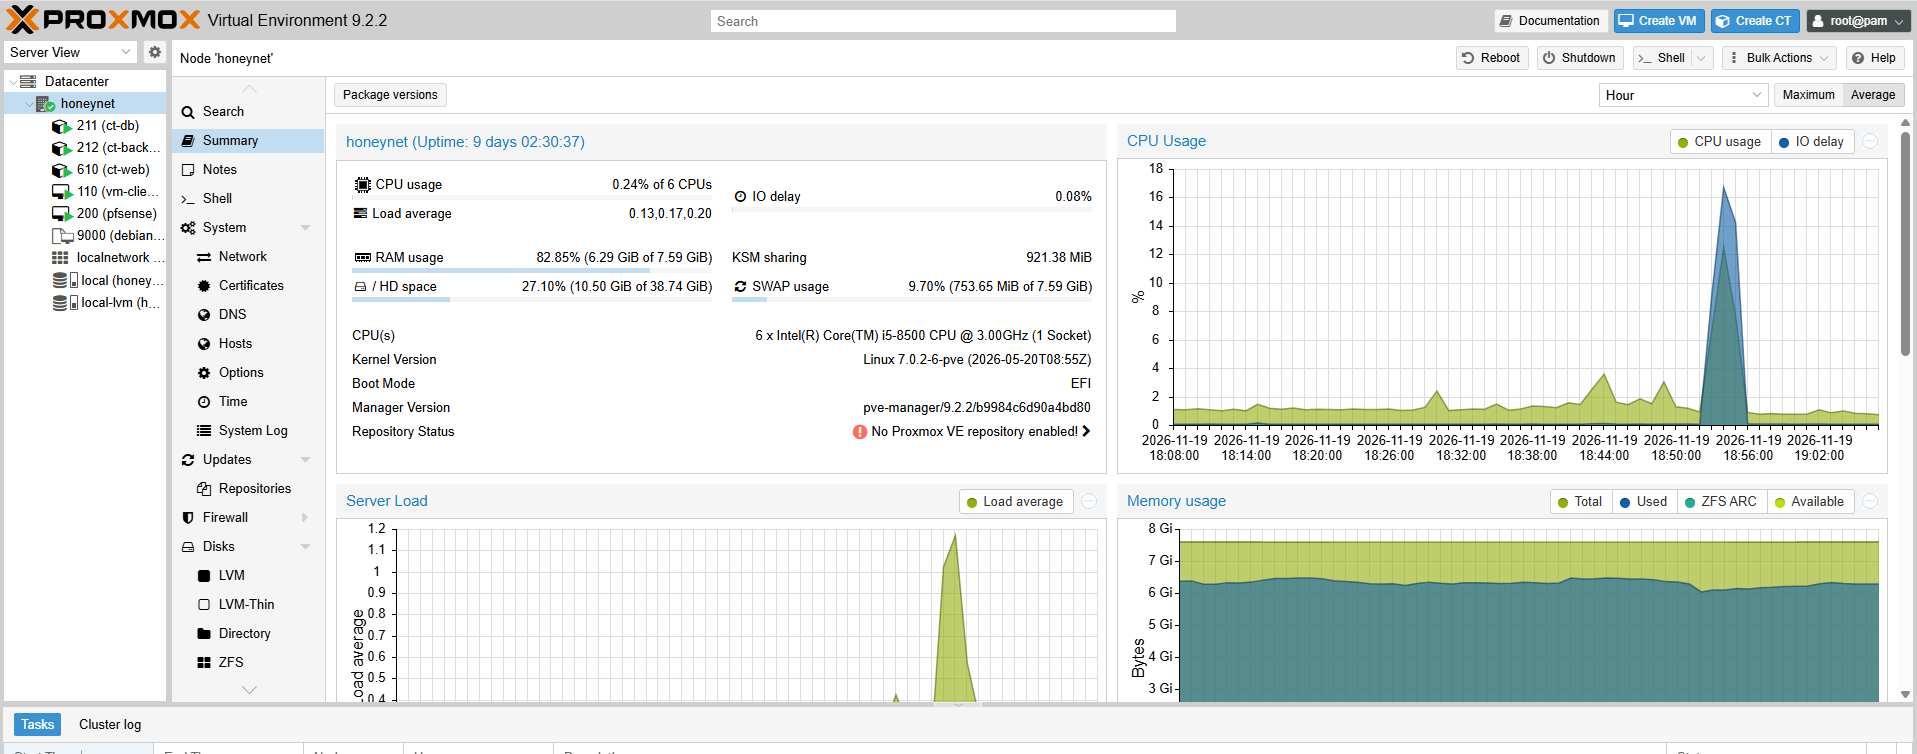 PROXMOX Virtual Environment 9.2.2
Search
Documentation
Create VM
Create CT
root@pam
Server View
Datacenter
honeynet
211 (ct-db)
212 (ct-back...
610 (ct-web)
110 (vm-clie...
200 (pfsense)
9000 (debian...
localnetwork ...
local (honey...
local-lvm (h...
Node 'honeynet'
Reboot
Shutdown
Shell
Bulk Actions
Help
Search
Summary
Notes
Shell
System
Network
Certificates
DNS
Hosts
Options
Time
System Log
Updates
Repositories
Firewall
Disks
LVM
LVM-Thin
Directory
ZFS
Package versions
Hour
Maximum
Average
honeynet (Uptime: 9 days 02:30:37)
CPU usage 0.24% of 6 CPUs
IO delay 0.08%
Load average 0.13,0.17,0.20
RAM usage 82.85% (6.29 GiB of 7.59 GiB)
KSM sharing 921.38 MiB
/ HD space 27.10% (10.50 GiB of 38.74 GiB)
SWAP usage 9.70% (753.65 MiB of 7.59 GiB)
CPU(s) 6 x Intel(R) Core(TM) i5-8500 CPU @ 3.00GHz (1 Socket)
Kernel Version Linux 7.0.2-6-pve (2026-05-20T08:55Z)
Boot Mode EFI
Manager Version pve-manager/9.2.2/b9984c6d90a4bd80
Repository Status No Proxmox VE repository enabled!
CPU Usage
CPU usage
IO delay
18
16
14
12
10
8
6
4
2
0
%
2026-11-19 2026-11-19 2026-11-19 2026-11-19 2026-11-19 2026-11-19 2026-11-19 2026-11-19 2026-11-19 2026-11-19
18:08:00 18:14:00 18:20:00 18:26:00 18:32:00 18:38:00 18:44:00 18:50:00 18:56:00 19:02:00
Server Load
Load average
1.2
1.1
1
0.9
0.8
0.7
0.6
0.5
0.4
average
Memory usage
Total
Used
ZFS ARC
Available
8 Gi
7 Gi
6 Gi
5 Gi
4 Gi
3 Gi
Bytes
Tasks
Cluster log